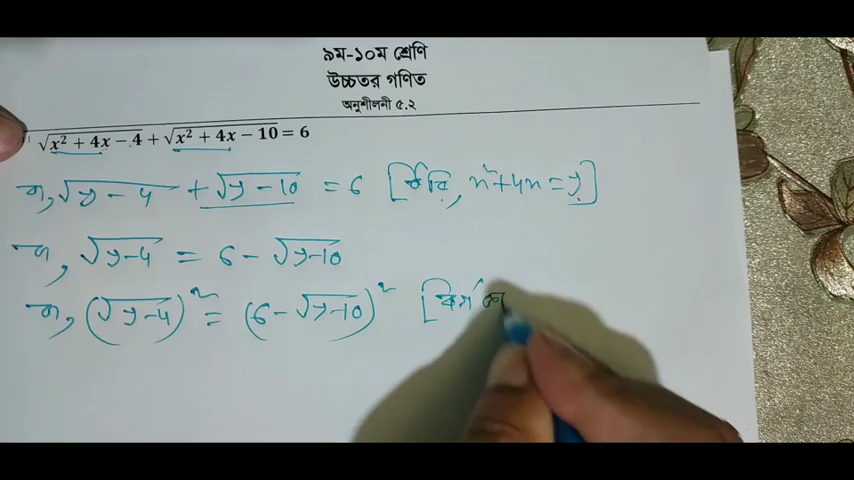 ৯ম-১০ম শ্রেণি
উচ্চতর গণিত
অনুশীলনী ৫.২
√(x² + 4x − 4) + √(x² + 4x − 10) = 6
বা, √(y − 4) + √(y − 10) = 6 [ধরি, x² + 4x = y]
বা, √(y − 4) = 6 − √(y − 10)
বা, (√(y − 4))² = (6 − √(y − 10))² [বর্গ ক